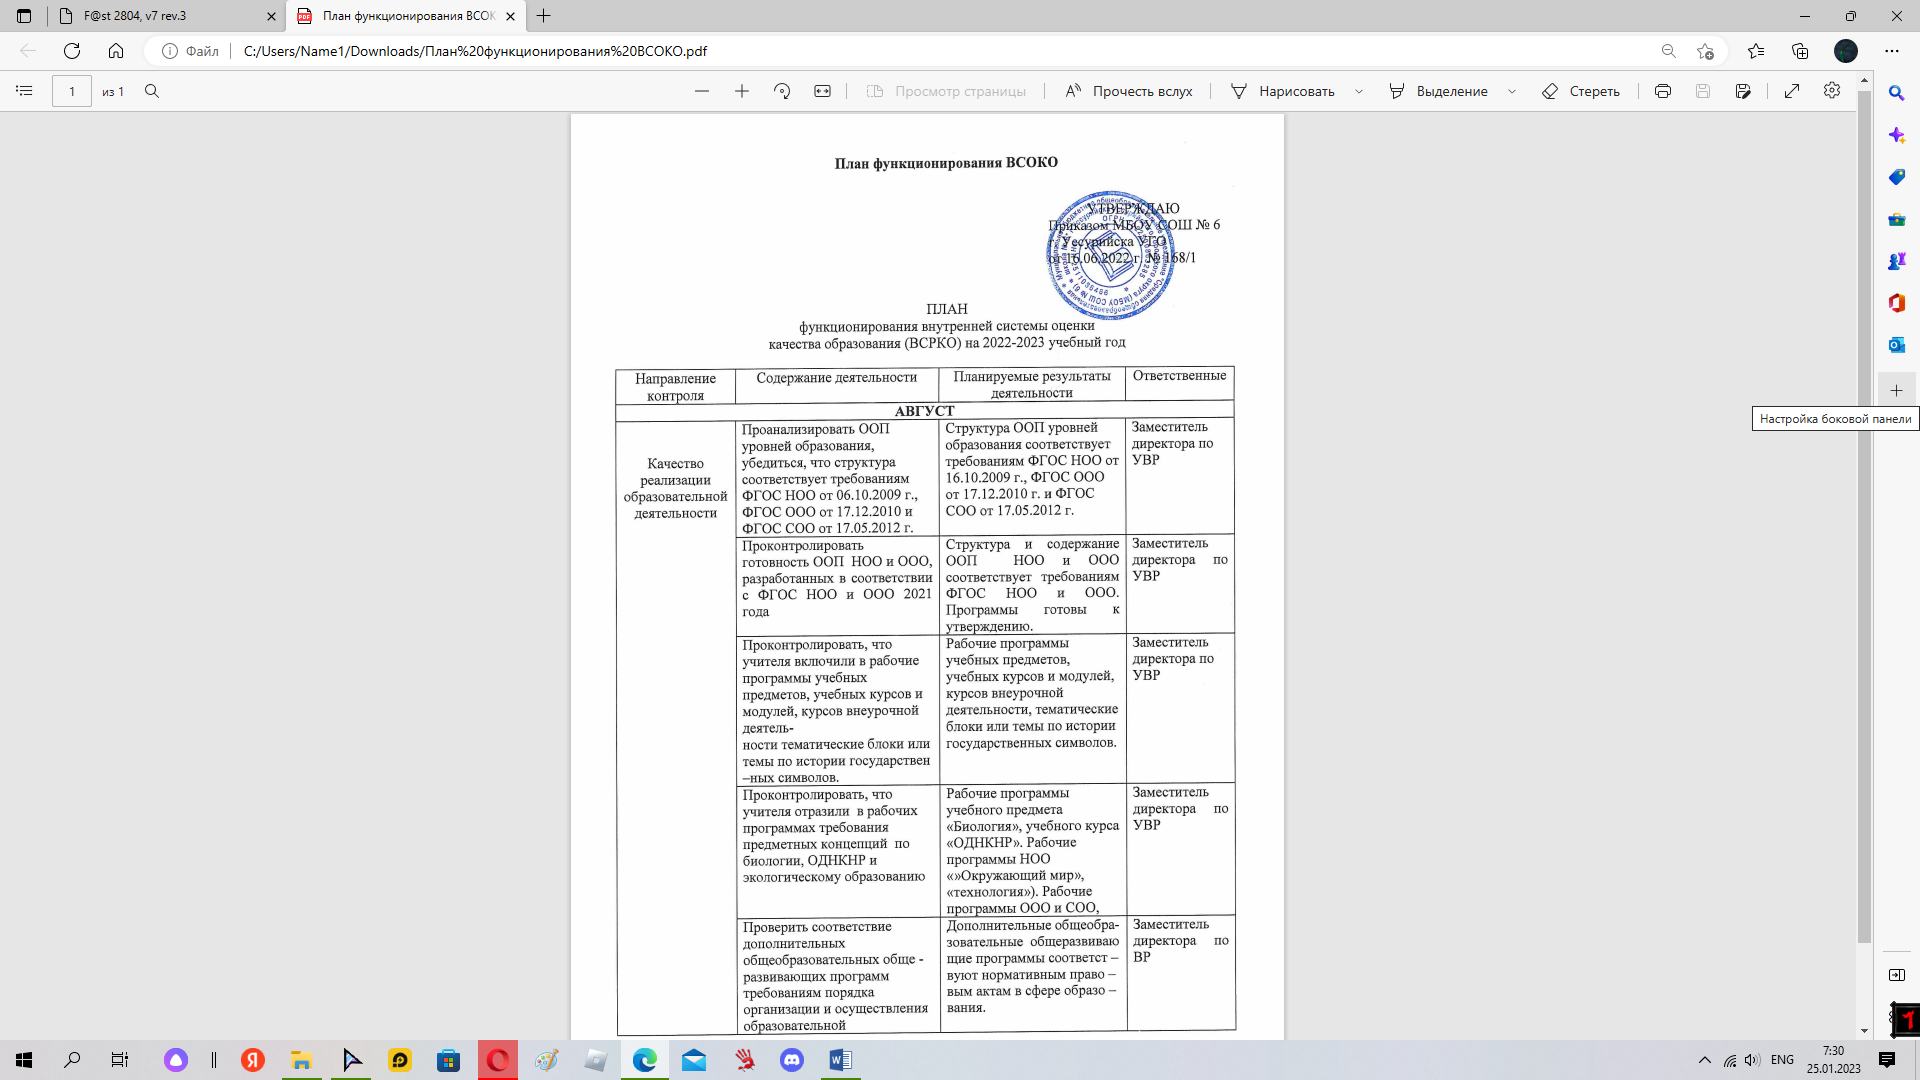 F@st 2804, v7 rev.3
План функционирования ВСОК
Файл
C:/Users/Name1/Downloads/План%20функционирования%20ВСОКО.pdf
1 из 1
Просмотр страницы
Прочесть вслух
Нарисовать
Выделение
Стереть
План функционирования ВСОКО
УТВЕРЖДАЮ
Приказом МБОУ СОШ № 6
г. Уссурийска УГО
от 16.06.2022 г. № 168/1
ПЛАН
функционирования внутренней системы оценки
качества образования (ВСРКО) на 2022-2023 учебный год
Направление
контроля
Содержание деятельности
Планируемые результаты
деятельности
Ответственные
АВГУСТ
Качество
реализации
образовательной
деятельности
Проанализировать ООП
уровней образования,
убедиться, что структура
соответствует требованиям
ФГОС НОО от 06.10.2009 г.,
ФГОС ООО от 17.12.2010 и
ФГОС СОО от 17.05.2012 г.
Структура ООП уровней
образования соответствует
требованиям ФГОС НОО от
16.10.2009 г., ФГОС ООО
от 17.12.2010 г. и ФГОС
СОО от 17.05.2012 г.
Заместитель
директора по
УВР
Проконтролировать
готовность ООП НОО и ООО,
разработанных в соответствии
с ФГОС НОО и ООО 2021
года
Структура и содержание
ООП НОО и ООО
соответствует требованиям
ФГОС НОО и ООО.
Программы готовы к
утверждению.
Заместитель
директора по
УВР
Проконтролировать, что
учителя включили в рабочие
программы учебных
предметов, учебных курсов и
модулей, курсов внеурочной
деятель-
ности тематические блоки или
темы по истории государствен
–ных символов.
Рабочие программы
учебных предметов,
учебных курсов и модулей,
курсов внеурочной
деятельности, тематические
блоки или темы по истории
государственных символов.
Заместитель
директора по
УВР
Проконтролировать, что
учителя отразили в рабочих
программах требования
предметных концепций по
биологии, ОДНКНР и
экологическому образованию
Рабочие программы
учебного предмета
«Биология», учебного курса
«ОДНКНР». Рабочие
программы НОО
«»Окружающий мир»,
«технология»). Рабочие
программы ООО и СОО,
Заместитель
директора по
УВР
Проверить соответствие
дополнительных
общеобразовательных обще -
развивающих программ
требованиям порядка
организации и осуществления
образовательной
Дополнительные общеобра-
зовательные общеразвиваю
щие программы соответст –
вуют нормативным право –
вым актам в сфере образо –
вания.
Заместитель
директора по
ВР
Настройка боковой панели
ENG
7:30
25.01.2023